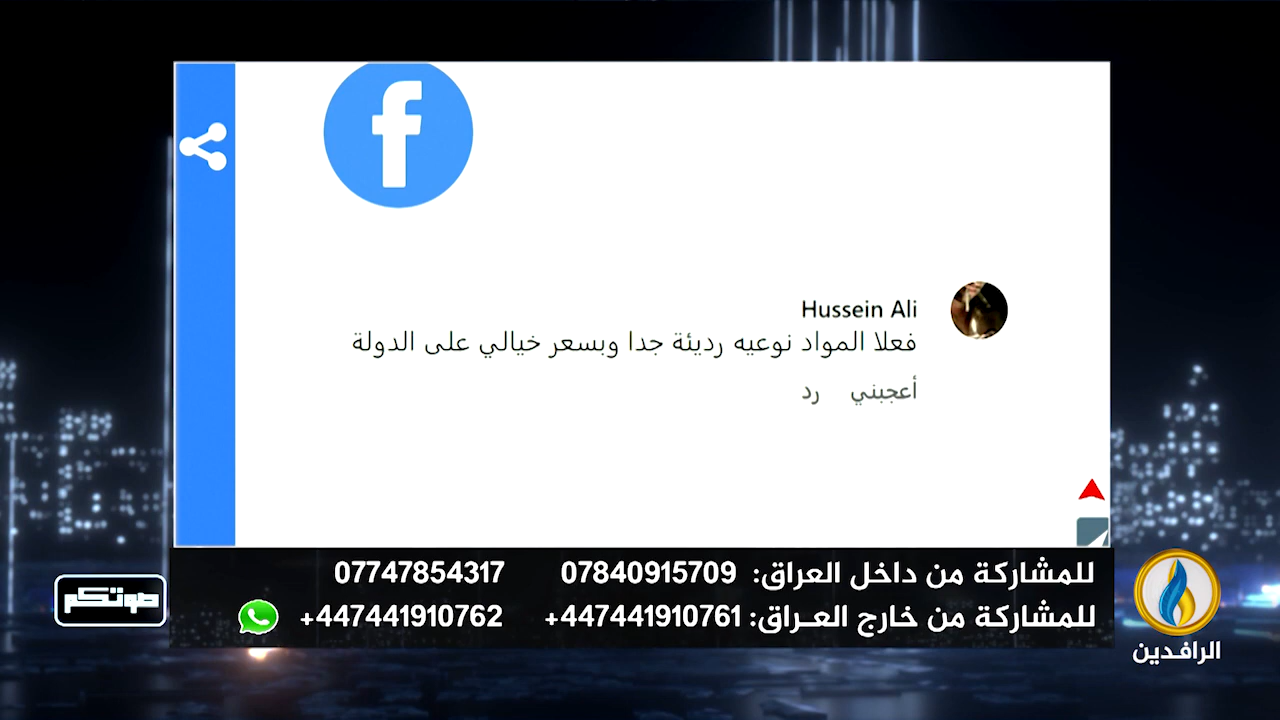 f
Hussein Ali
فعلا المواد نوعيه رديئة جدا وبسعر خيالي على الدولة
أعجبني رد
للمشاركة من داخل العراق: 07840915709 07747854317
للمشاركة من خارج العراق: 447441910761+ 447441910762+
صوتكم
الرافدين